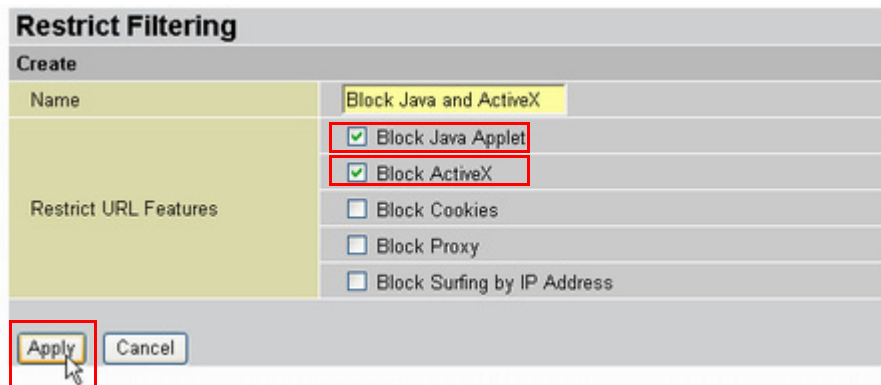 Restrict Filtering
Create
Name
Block Java and ActiveX
Block Java Applet
Block ActiveX
Restrict URL Features
Block Cookies
Block Proxy
Block Surfing by IP Address
Apply Cancel